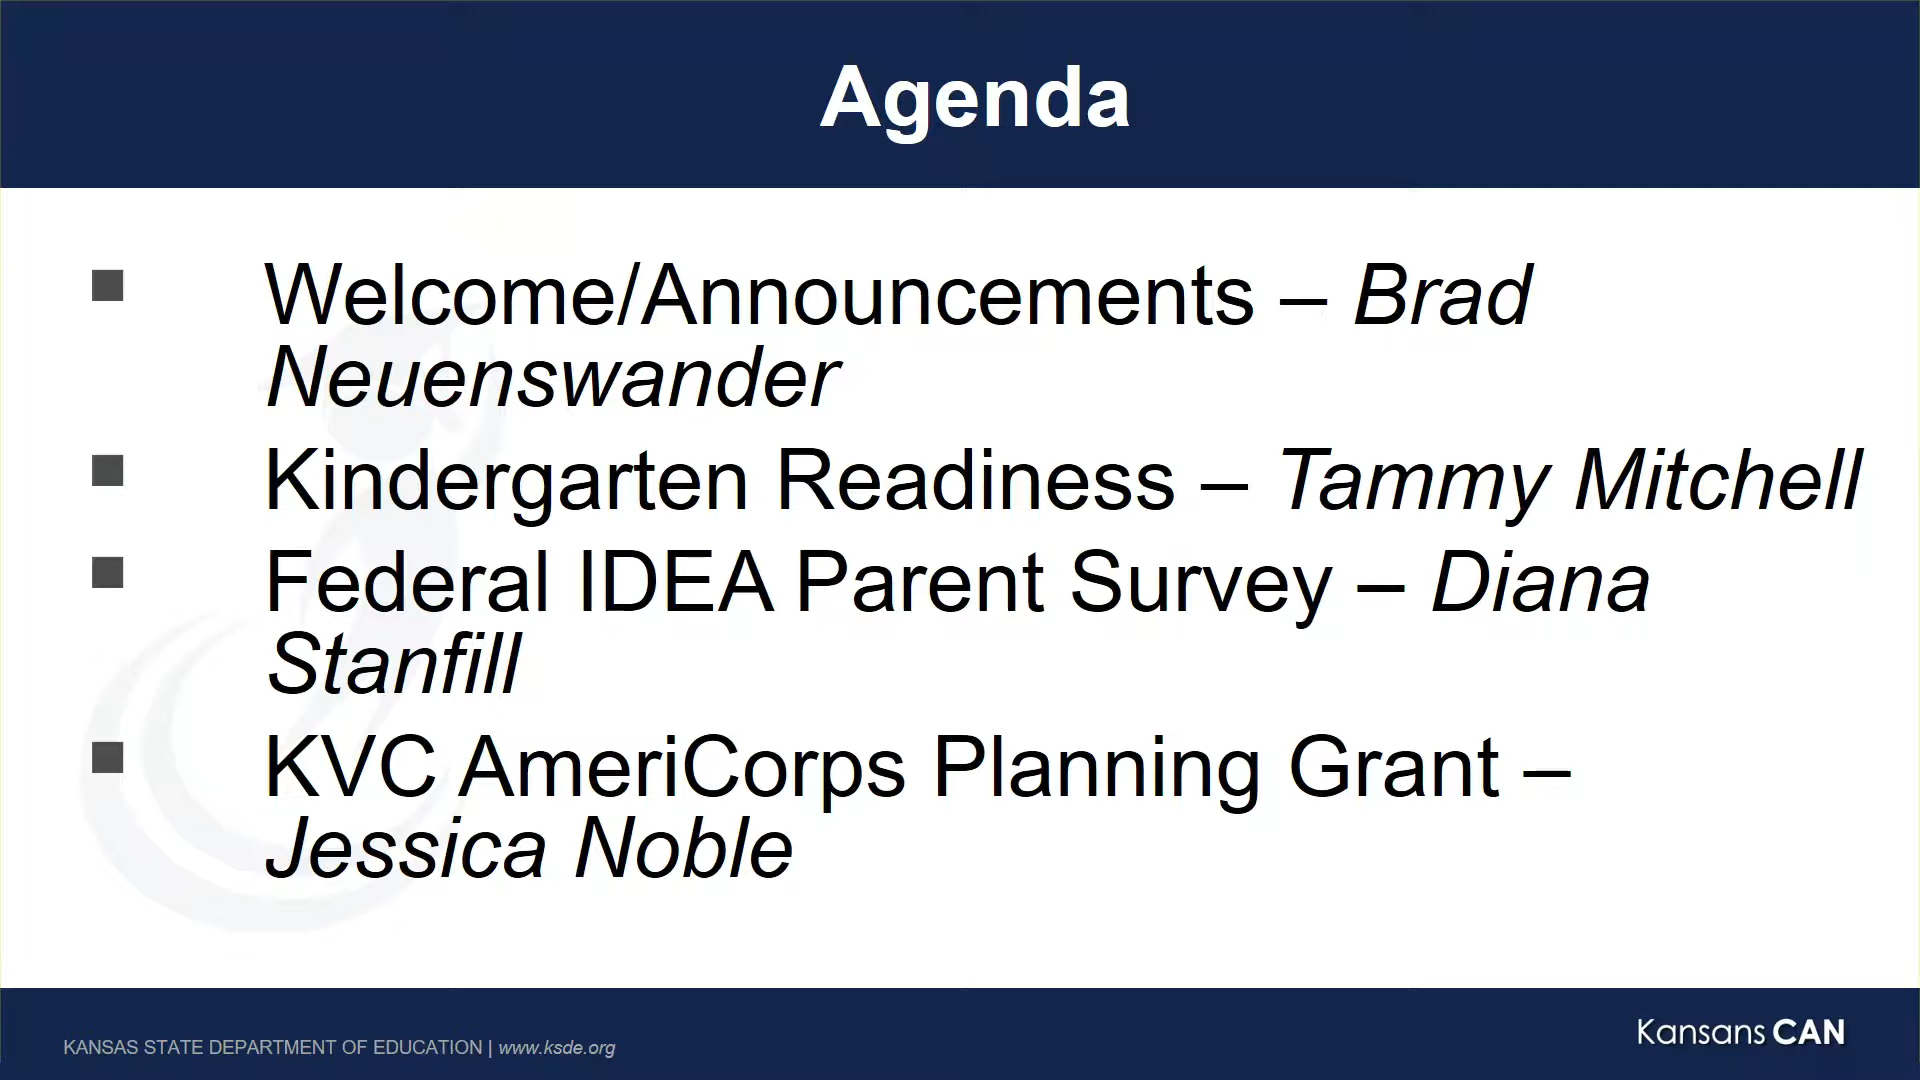 Agenda
▪ Welcome/Announcements – Brad
Neuenswander
▪ Kindergarten Readiness – Tammy Mitchell
▪ Federal IDEA Parent Survey – Diana
Stanfill
▪ KVC AmeriCorps Planning Grant –
Jessica Noble
KANSAS STATE DEPARTMENT OF EDUCATION | www.ksde.org
Kansans CAN